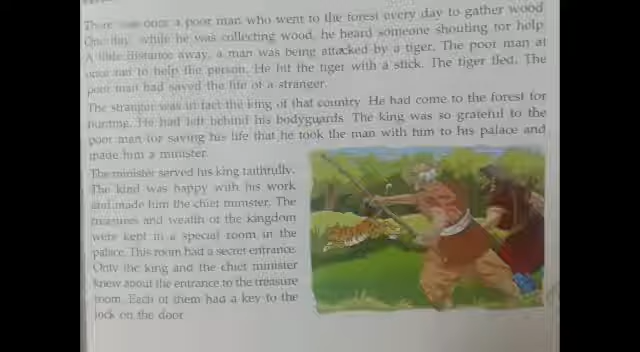 There was once a poor man who went to the forest every day to gather wood
One day while he was collecting wood, he heard someone shouting for help
A little distance away, a man was being attacked by a tiger. The poor man at
once ran to help the person. He hit the tiger with a stick. The tiger fled. The
poor man had saved the life of a stranger.
The stranger was in fact the king of that country He had come to the forest for
hunting. He had left behind his bodyguards The king was so grateful to the
poor man for saving his life that he took the man with him to his palace and
made him a minister
The minister served his king faithfully.
The kind was happy with his work
and made him the chief minister. The
treasures and wealth of the kingdom
were kept in a special room in the
palace. This room had a secret entrance
Only the king and the chief minister
knew about the entrance to the treasure
room. Each of them had a key to the
lock on the door